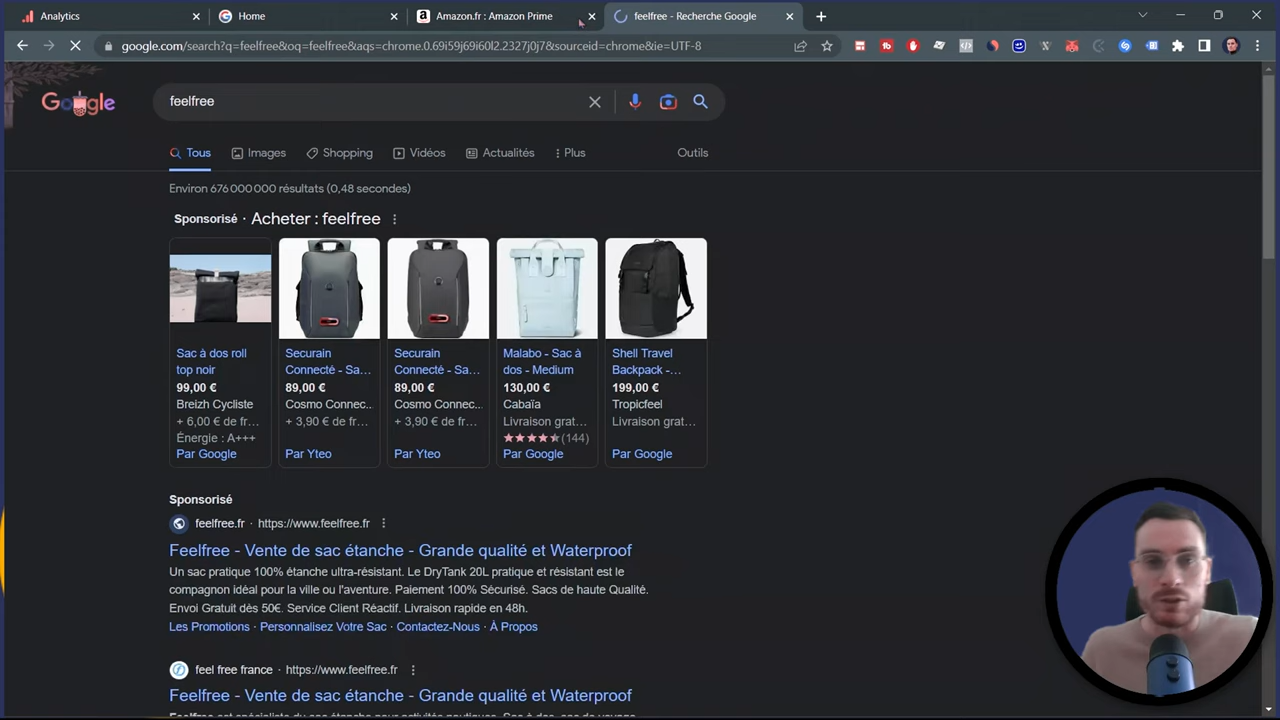 Analytics
Home
Amazon.fr : Amazon Prime
feelfree - Recherche Google
google.com/search?q=feelfree&oq=feelfree&aqs=chrome.0.69i59j69i60l2.2327j0j7&sourceid=chrome&ie=UTF-8
Google
feelfree
Tous
Images
Shopping
Vidéos
Actualités
Plus
Outils
Environ 676 000 000 résultats (0,48 secondes)
Sponsorisé · Acheter : feelfree
Sac à dos roll
top noir
99,00 €
Breizh Cycliste
+ 6,00 € de fr…
Énergie : A+++
Par Google
Securain
Connecté - Sa…
89,00 €
Cosmo Connec…
+ 3,90 € de fr…
Par Yteo
Securain
Connecté - Sa…
89,00 €
Cosmo Connec…
+ 3,90 € de fr…
Par Yteo
Malabo - Sac à
dos - Medium
130,00 €
Cabaïa
Livraison grat…
(144)
Par Google
Shell Travel
Backpack -…
199,00 €
Tropicfeel
Livraison grat…
Par Google
Sponsorisé
feelfree.fr · https://www.feelfree.fr
Feelfree - Vente de sac étanche - Grande qualité et Waterproof
Un sac pratique 100% étanche ultra-résistant. Le DryTank 20L pratique et résistant est le
compagnon idéal pour la ville ou l'aventure. Paiement 100% Sécurisé. Sacs de haute Qualité.
Envoi Gratuit dès 50€. Service Client Réactif. Livraison rapide en 48h.
Les Promotions · Personnalisez Votre Sac · Contactez-Nous · À Propos
feel free france · https://www.feelfree.fr
Feelfree - Vente de sac étanche - Grande qualité et Waterproof